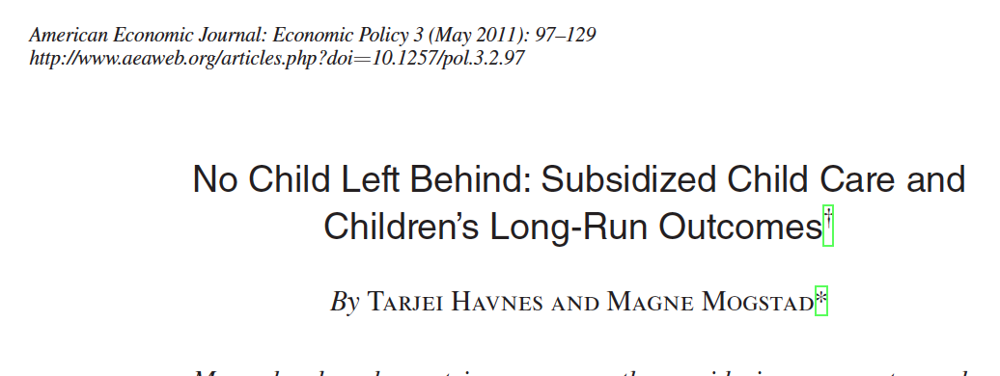 American Economic Journal: Economic Policy 3 (May 2011): 97–129
http://www.aeaweb.org/articles.php?doi=10.1257/pol.3.2.97
No Child Left Behind: Subsidized Child Care and
Children’s Long-Run Outcomes†
By Tarjei Havnes and Magne Mogstad*